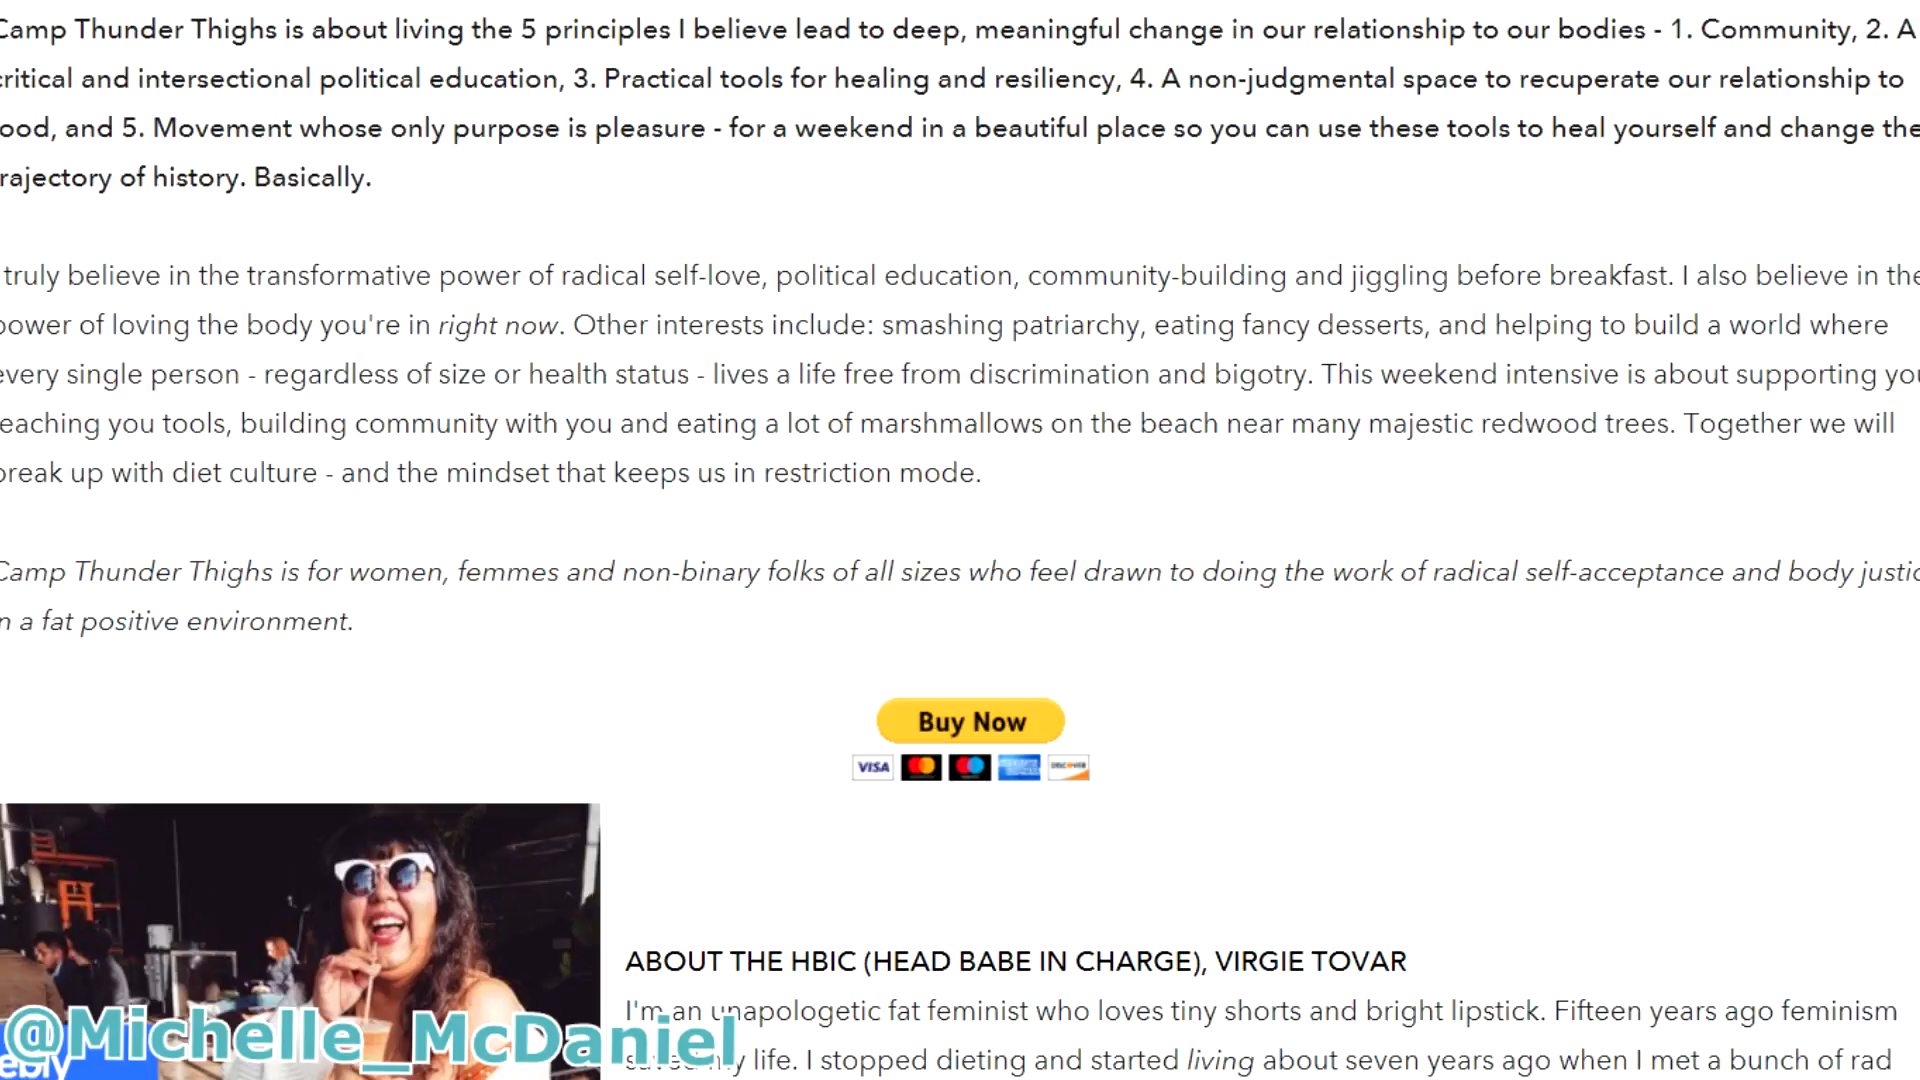 Camp Thunder Thighs is about living the 5 principles I believe lead to deep, meaningful change in our relationship to our bodies - 1. Community, 2. A
critical and intersectional political education, 3. Practical tools for healing and resiliency, 4. A non-judgmental space to recuperate our relationship to
ood, and 5. Movement whose only purpose is pleasure - for a weekend in a beautiful place so you can use these tools to heal yourself and change the
rajectory of history. Basically.
truly believe in the transformative power of radical self-love, political education, community-building and jiggling before breakfast. I also believe in the
power of loving the body you're in right now. Other interests include: smashing patriarchy, eating fancy desserts, and helping to build a world where
every single person - regardless of size or health status - lives a life free from discrimination and bigotry. This weekend intensive is about supporting you
eaching you tools, building community with you and eating a lot of marshmallows on the beach near many majestic redwood trees. Together we will
break up with diet culture - and the mindset that keeps us in restriction mode.
Camp Thunder Thighs is for women, femmes and non-binary folks of all sizes who feel drawn to doing the work of radical self-acceptance and body justic
n a fat positive environment.
Buy Now
VISA DISCOVER
ABOUT THE HBIC (HEAD BABE IN CHARGE), VIRGIE TOVAR
I'm an unapologetic fat feminist who loves tiny shorts and bright lipstick. Fifteen years ago feminism
saved my life. I stopped dieting and started living about seven years ago when I met a bunch of rad
@Michelle_McDaniel
ebly